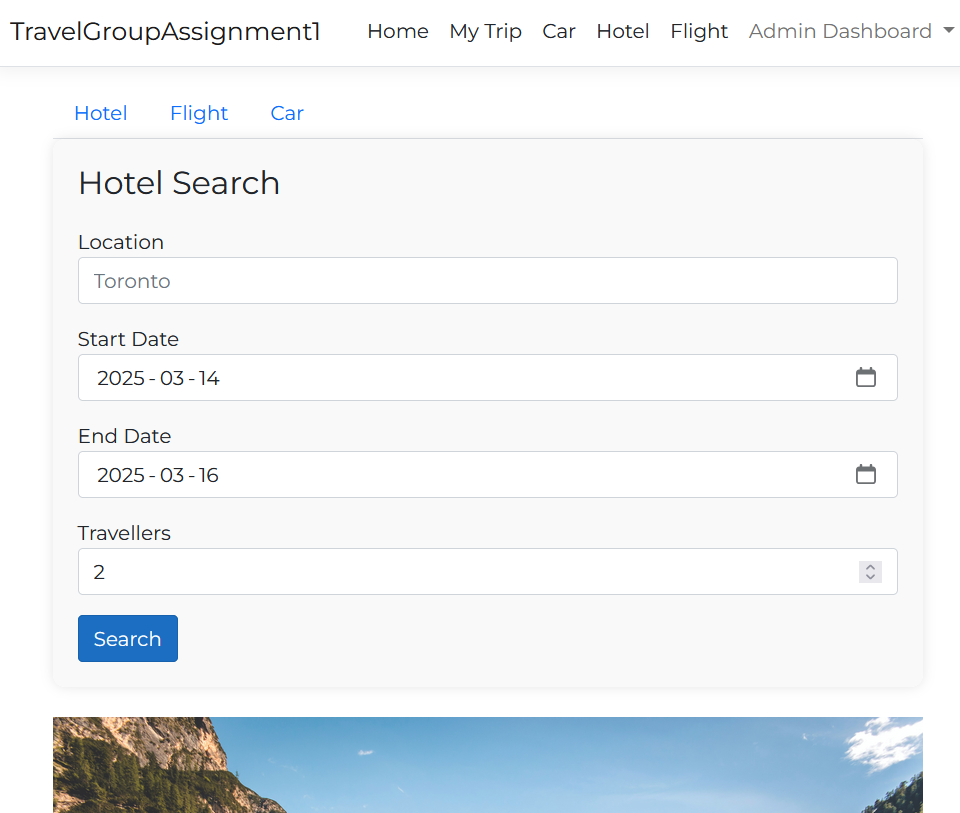 TravelGroupAssignment1 Home My Trip Car Hotel Flight Admin Dashboard
Hotel Flight Car
Hotel Search
Location
Toronto
Start Date
2025-03-14
End Date
2025-03-16
Travellers
2
Search